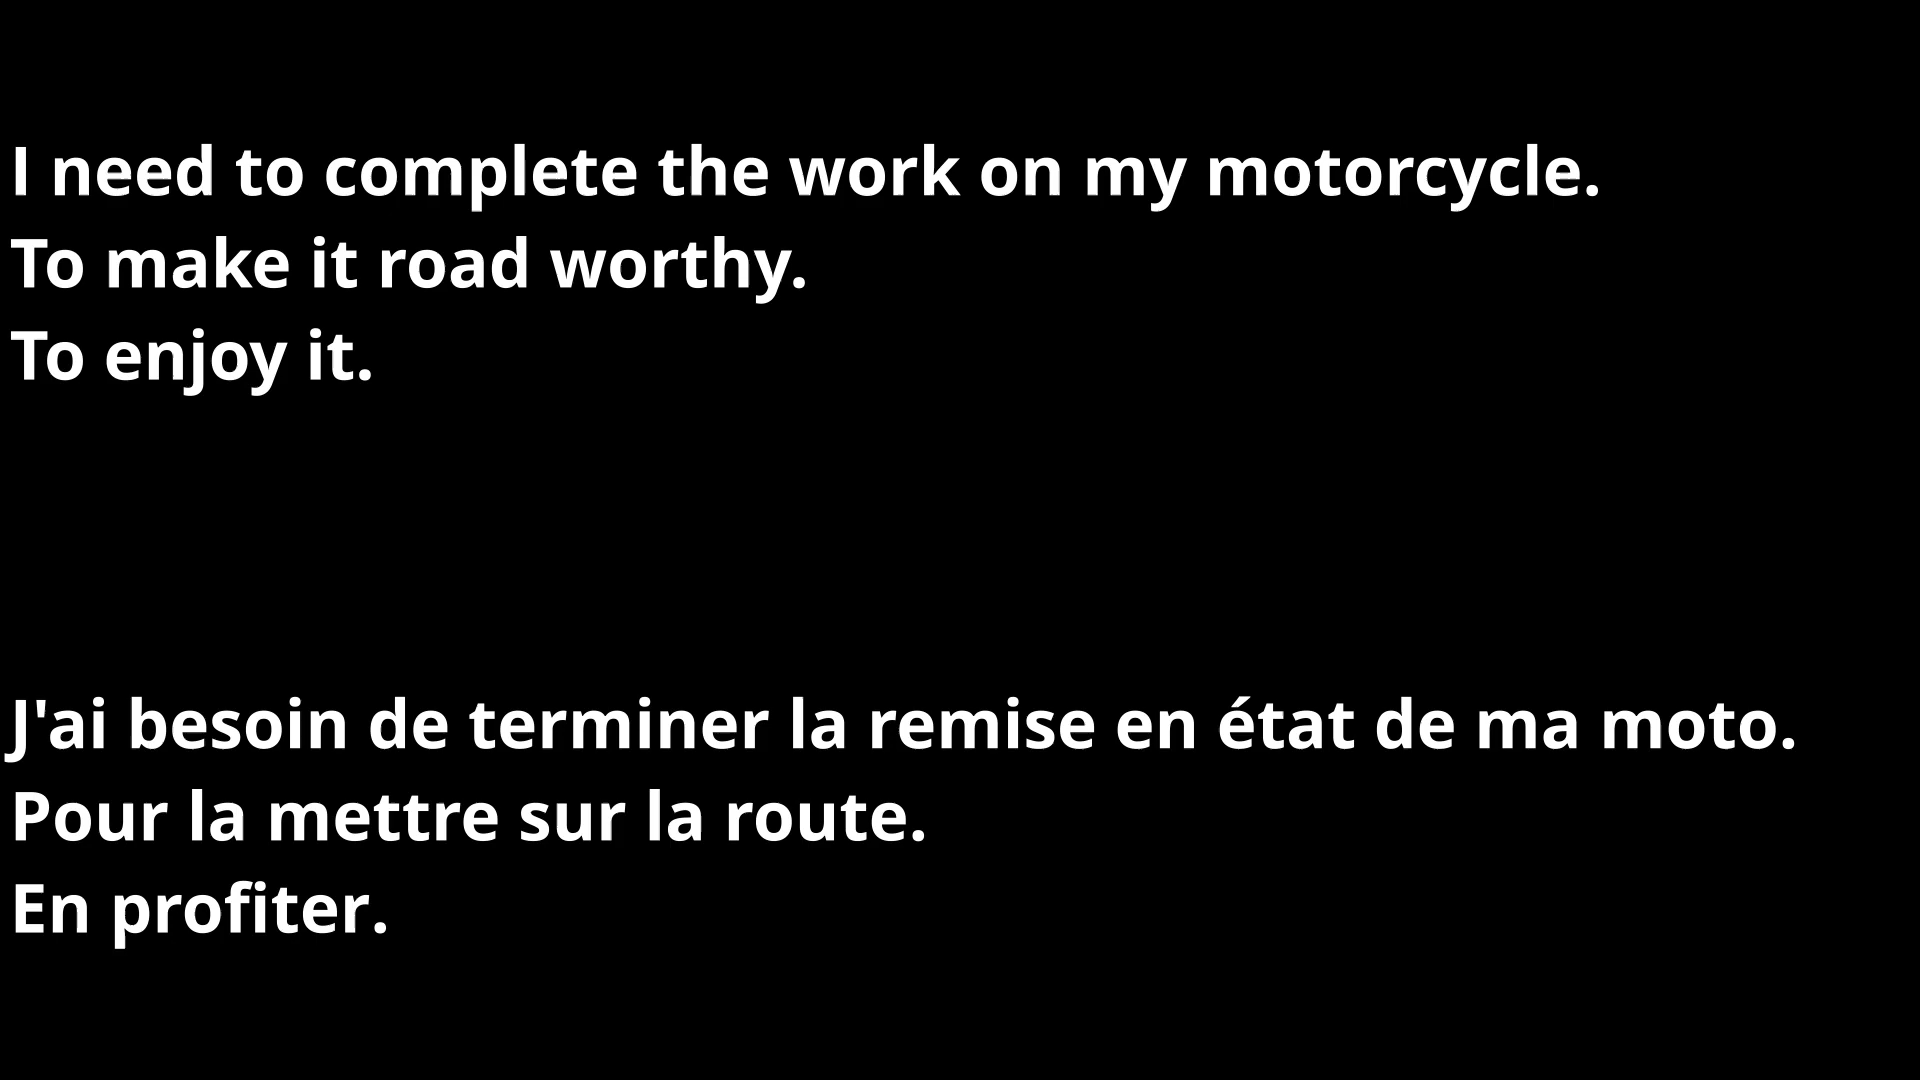 I need to complete the work on my motorcycle.
To make it road worthy.
To enjoy it.
J'ai besoin de terminer la remise en état de ma moto.
Pour la mettre sur la route.
En profiter.